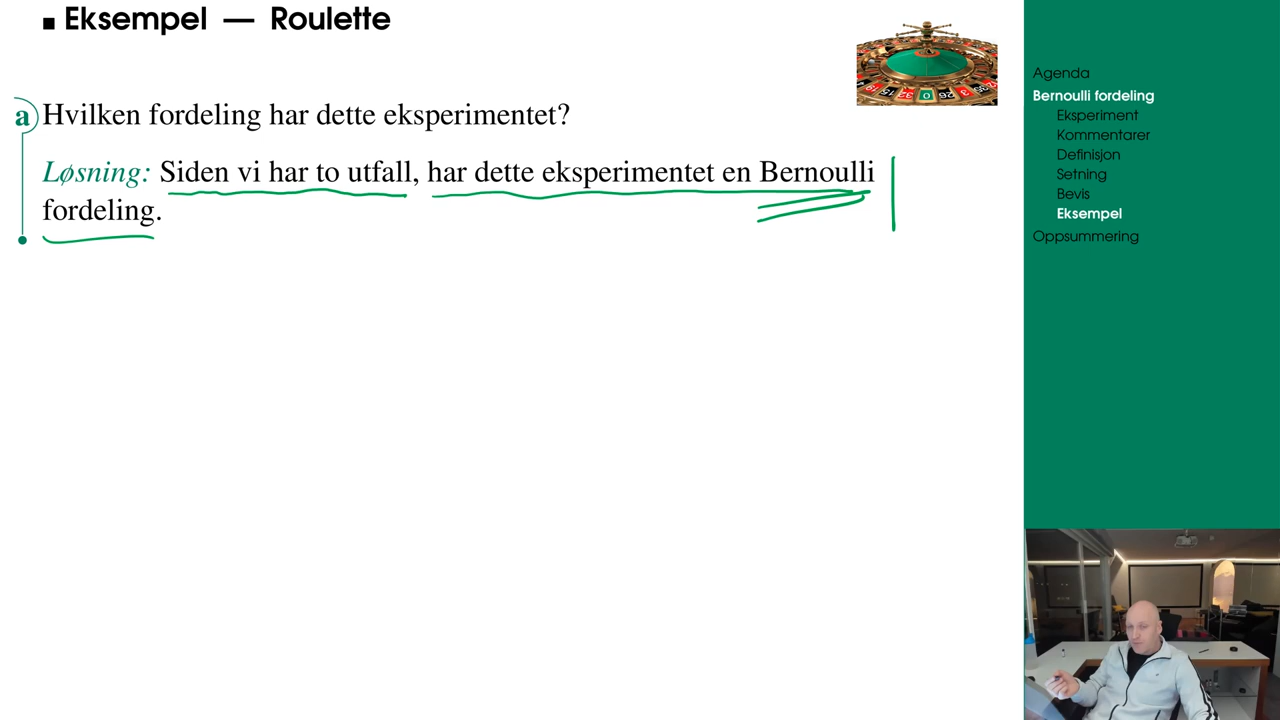 Eksempel — Roulette
a) Hvilken fordeling har dette eksperimentet?
Løsning: Siden vi har to utfall, har dette eksperimentet en Bernoulli
fordeling.
Agenda
Bernoulli fordeling
Eksperiment
Kommentarer
Definisjon
Setning
Bevis
Eksempel
Oppsummering